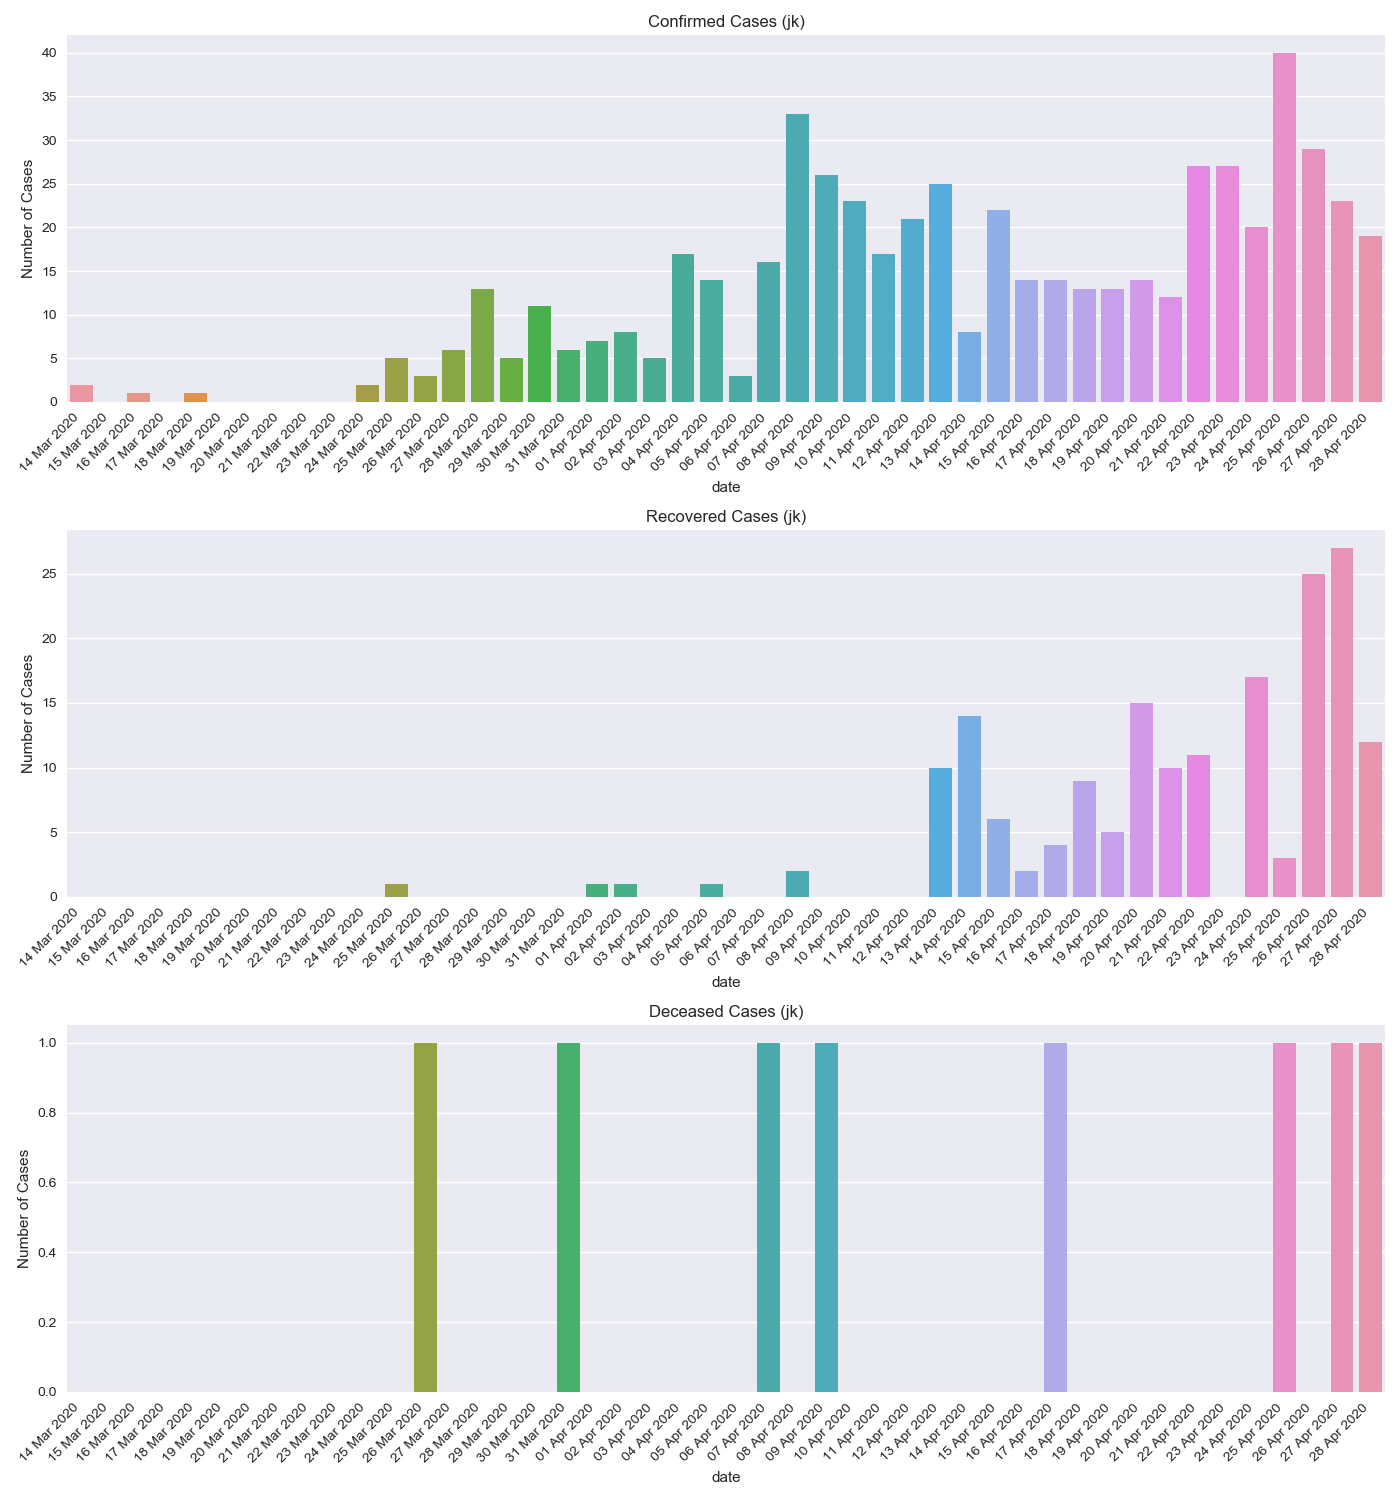 Confirmed Cases (jk)
40
35
30
25
20
15
10
5
0
Number of Cases
14 Mar 2020
15 Mar 2020
16 Mar 2020
17 Mar 2020
18 Mar 2020
19 Mar 2020
20 Mar 2020
21 Mar 2020
22 Mar 2020
23 Mar 2020
24 Mar 2020
25 Mar 2020
26 Mar 2020
27 Mar 2020
28 Mar 2020
29 Mar 2020
30 Mar 2020
31 Mar 2020
01 Apr 2020
02 Apr 2020
03 Apr 2020
04 Apr 2020
05 Apr 2020
06 Apr 2020
07 Apr 2020
08 Apr 2020
09 Apr 2020
10 Apr 2020
11 Apr 2020
12 Apr 2020
13 Apr 2020
14 Apr 2020
15 Apr 2020
16 Apr 2020
17 Apr 2020
18 Apr 2020
19 Apr 2020
20 Apr 2020
21 Apr 2020
22 Apr 2020
23 Apr 2020
24 Apr 2020
25 Apr 2020
26 Apr 2020
27 Apr 2020
28 Apr 2020
date
Recovered Cases (jk)
25
20
15
10
5
0
Number of Cases
14 Mar 2020
15 Mar 2020
16 Mar 2020
17 Mar 2020
18 Mar 2020
19 Mar 2020
20 Mar 2020
21 Mar 2020
22 Mar 2020
23 Mar 2020
24 Mar 2020
25 Mar 2020
26 Mar 2020
27 Mar 2020
28 Mar 2020
29 Mar 2020
30 Mar 2020
31 Mar 2020
01 Apr 2020
02 Apr 2020
03 Apr 2020
04 Apr 2020
05 Apr 2020
06 Apr 2020
07 Apr 2020
08 Apr 2020
09 Apr 2020
10 Apr 2020
11 Apr 2020
12 Apr 2020
13 Apr 2020
14 Apr 2020
15 Apr 2020
16 Apr 2020
17 Apr 2020
18 Apr 2020
19 Apr 2020
20 Apr 2020
21 Apr 2020
22 Apr 2020
23 Apr 2020
24 Apr 2020
25 Apr 2020
26 Apr 2020
27 Apr 2020
28 Apr 2020
date
Deceased Cases (jk)
1.0
0.8
0.6
0.4
0.2
0.0
Number of Cases
14 Mar 2020
15 Mar 2020
16 Mar 2020
17 Mar 2020
18 Mar 2020
19 Mar 2020
20 Mar 2020
21 Mar 2020
22 Mar 2020
23 Mar 2020
24 Mar 2020
25 Mar 2020
26 Mar 2020
27 Mar 2020
28 Mar 2020
29 Mar 2020
30 Mar 2020
31 Mar 2020
01 Apr 2020
02 Apr 2020
03 Apr 2020
04 Apr 2020
05 Apr 2020
06 Apr 2020
07 Apr 2020
08 Apr 2020
09 Apr 2020
10 Apr 2020
11 Apr 2020
12 Apr 2020
13 Apr 2020
14 Apr 2020
15 Apr 2020
16 Apr 2020
17 Apr 2020
18 Apr 2020
19 Apr 2020
20 Apr 2020
21 Apr 2020
22 Apr 2020
23 Apr 2020
24 Apr 2020
25 Apr 2020
26 Apr 2020
27 Apr 2020
28 Apr 2020
date